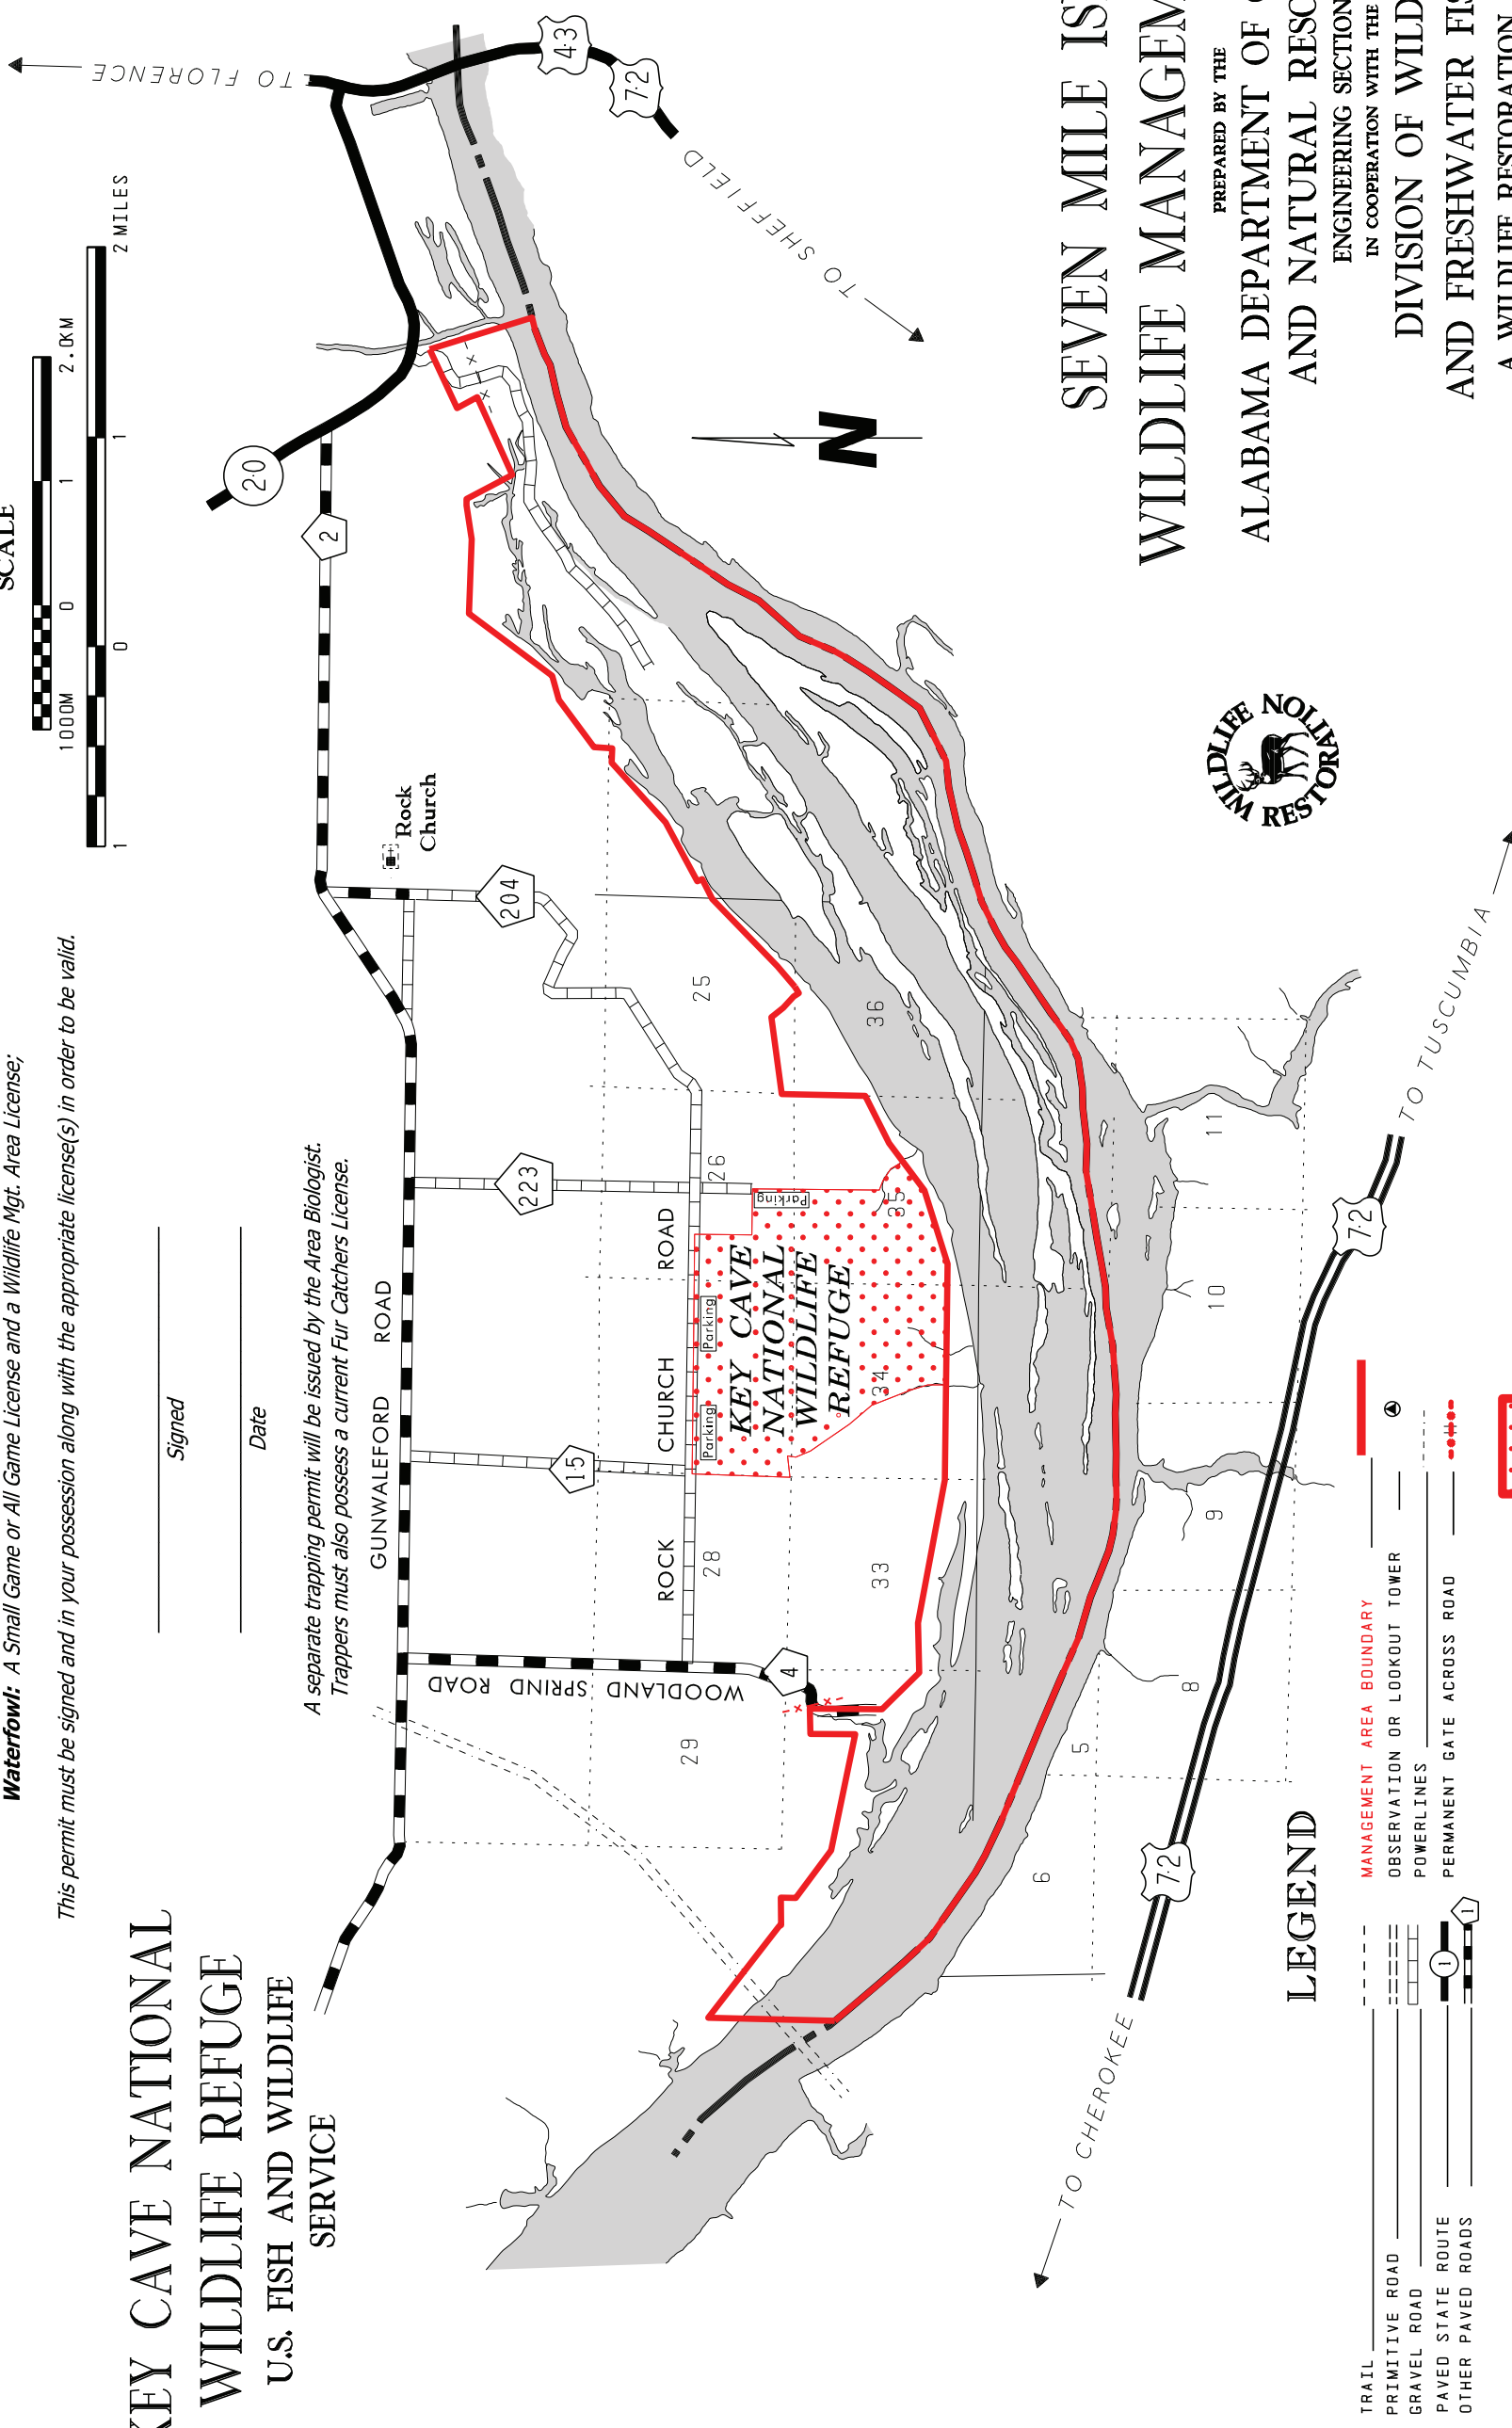 Waterfowl: A Small Game or All Game License and a Wildlife Mgt. Area License;
This permit must be signed and in your possession along with the appropriate license(s) in order to be valid.
Signed
Date
A separate trapping permit will be issued by the Area Biologist.
Trappers must also possess a current Fur Catchers License.
KEY CAVE NATIONAL
WILDLIFE REFUGE
U.S. FISH AND WILDLIFE
SERVICE
SCALE
1000M 0 1 2.0KM
1 0 1 2 MILES
TO FLORENCE
43
72
TO SHEFFIELD
20
2
Rock
Church
204
GUNWALEFORD ROAD
223
15
ROCK CHURCH ROAD
WOODLAND SPRIND ROAD
4
25
26
28
29
33
34
35
36
Parking
Parking
Parking
KEY CAVE
NATIONAL
WILDLIFE
REFUGE
5
6
8
9
10
11
N
72
72
TO TUSCUMBIA
TO CHEROKEE
WILDLIFE RESTORATION
SEVEN MILE IS
WILDLIFE MANAGEM
PREPARED BY THE
ALABAMA DEPARTMENT OF
AND NATURAL RESO
ENGINEERING SECTION
IN COOPERATION WITH THE
DIVISION OF WILD
AND FRESHWATER FIS
A WILDLIFE RESTORATION
LEGEND
TRAIL
PRIMITIVE ROAD
GRAVEL ROAD
PAVED STATE ROUTE 1
OTHER PAVED ROADS 1
MANAGEMENT AREA BOUNDARY
OBSERVATION OR LOOKOUT TOWER
POWERLINES
PERMANENT GATE ACROSS ROAD